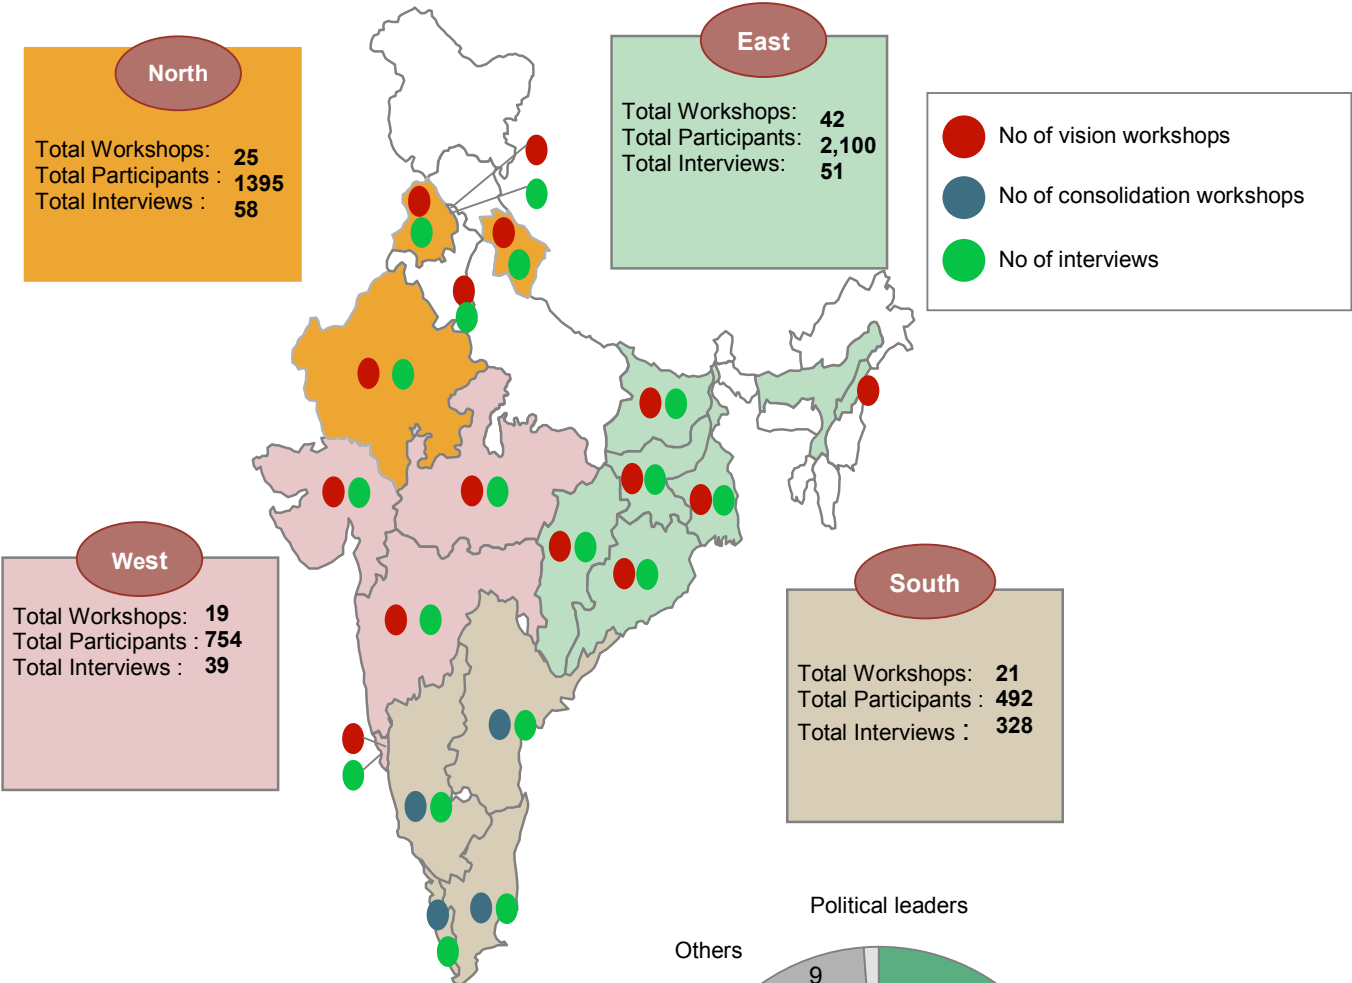 North
Total Workshops: 25
Total Participants : 1395
Total Interviews : 58
East
Total Workshops: 42
Total Participants: 2,100
Total Interviews: 51
No of vision workshops
No of consolidation workshops
No of interviews
West
Total Workshops: 19
Total Participants : 754
Total Interviews : 39
South
Total Workshops: 21
Total Participants : 492
Total Interviews : 328
Political leaders
Others
9